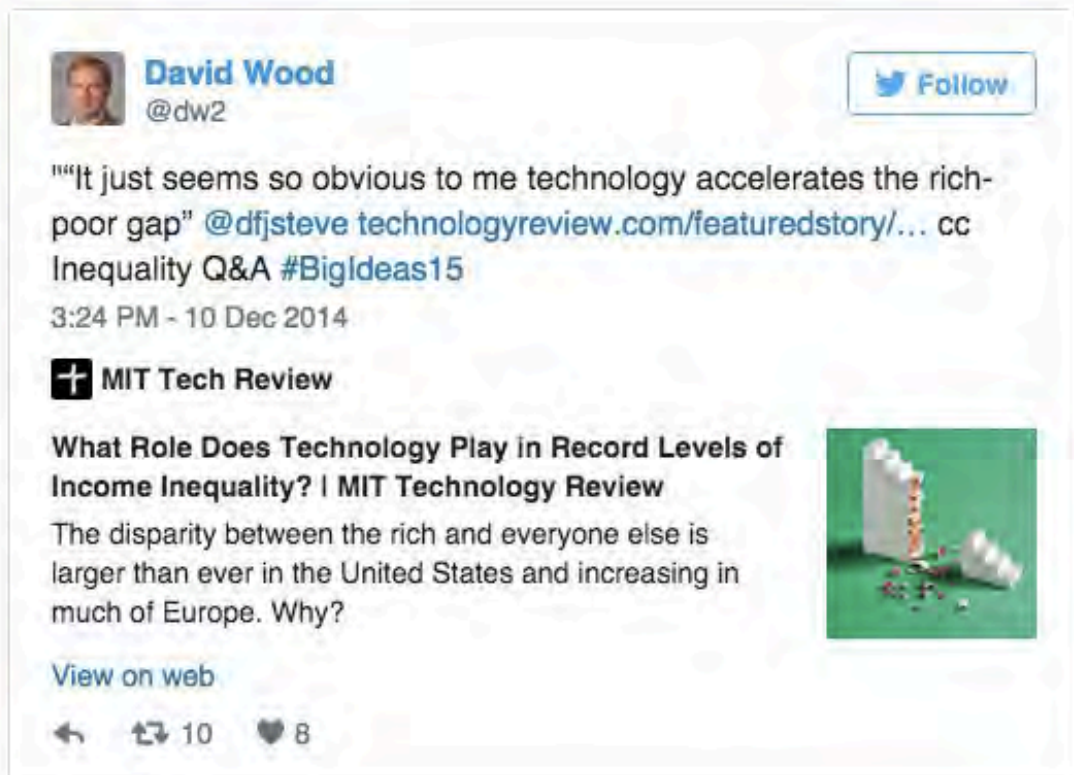 David Wood
@dw2
Follow
"“It just seems so obvious to me technology accelerates the rich-
poor gap” @dfjsteve technologyreview.com/featuredstory/... cc
Inequality Q&A #BigIdeas15
3:24 PM - 10 Dec 2014
MIT Tech Review
What Role Does Technology Play in Record Levels of
Income Inequality? | MIT Technology Review
The disparity between the rich and everyone else is
larger than ever in the United States and increasing in
much of Europe. Why?
View on web
10 8